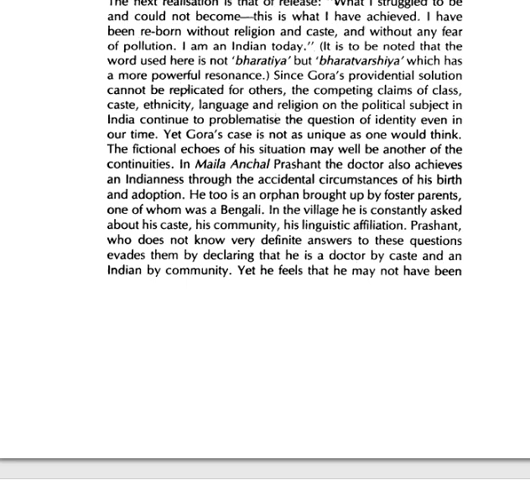 The next realisation is that of release: "What I struggled to be
and could not become—this is what I have achieved. I have
been re-born without religion and caste, and without any fear
of pollution. I am an Indian today." (It is to be noted that the
word used here is not 'bharatiya' but 'bharatvarshiya' which has
a more powerful resonance.) Since Gora's providential solution
cannot be replicated for others, the competing claims of class,
caste, ethnicity, language and religion on the political subject in
India continue to problematise the question of identity even in
our time. Yet Gora's case is not as unique as one would think.
The fictional echoes of his situation may well be another of the
continuities. In Maila Anchal Prashant the doctor also achieves
an Indianness through the accidental circumstances of his birth
and adoption. He too is an orphan brought up by foster parents,
one of whom was a Bengali. In the village he is constantly asked
about his caste, his community, his linguistic affiliation. Prashant,
who does not know very definite answers to these questions
evades them by declaring that he is a doctor by caste and an
Indian by community. Yet he feels that he may not have been